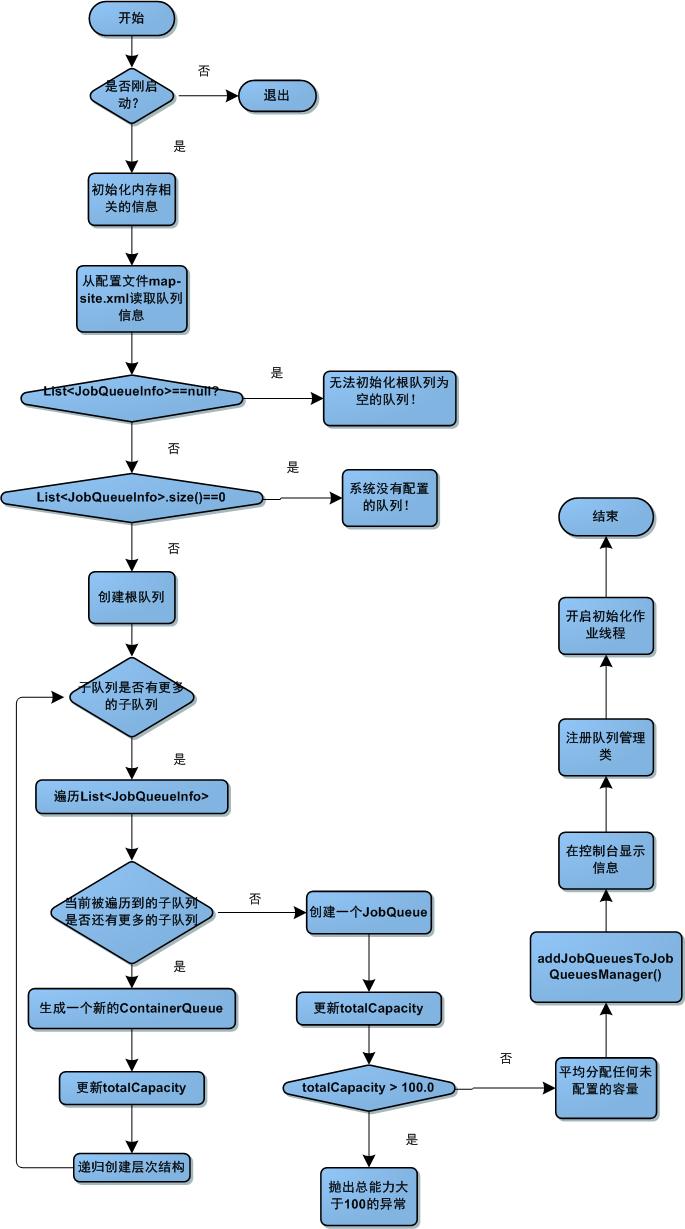 开始
是否刚启
动?
否
退出
是
初始化内存相
关的信息
从配置文件map-
site.xml读取队列
信息
List<JobQueueInfo>==null?
是
无法初始化根队列为
空的队列！
否
List<JobQueueInfo>.size()==0
是
系统没有配置
的队列！
否
创建根队列
子队列是否有更多
的子队列
是
遍历List<JobQueueInfo>
当前被遍历到的子队列
是否还有更多的子队列
否
创建一个JobQueue
是
生成一个新的ContainerQueue
更新totalCapacity
递归创建层次结构
更新totalCapacity
totalCapacity > 100.0
是
抛出总能力大
于100的异常
否
平均分配任何未
配置的容量
addJobQueuesToJob
QueuesManager()
在控制台显示
信息
注册队列管理
类
开启初始化作
业线程
结束